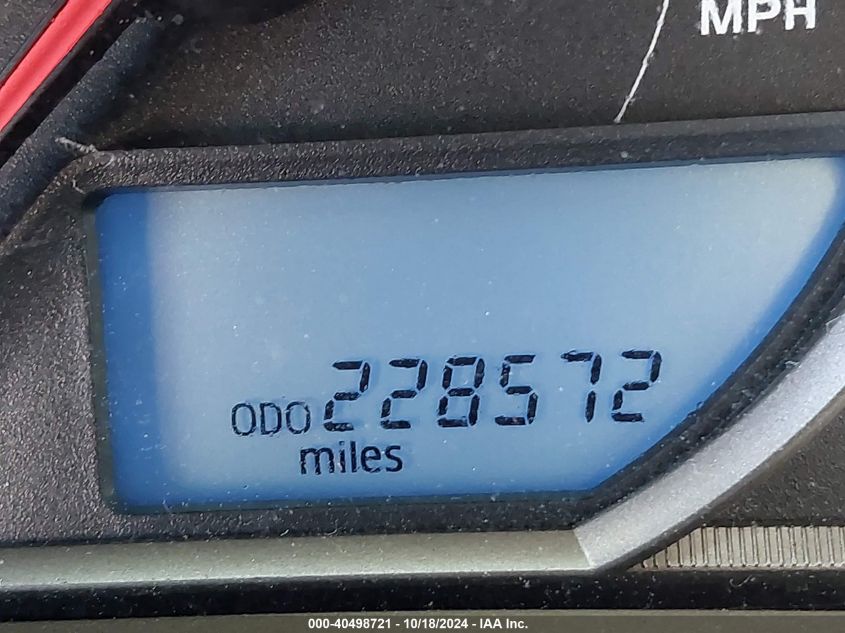 MPH
ODO 228572
miles
000-40498721 - 10/18/2024 - IAA Inc.